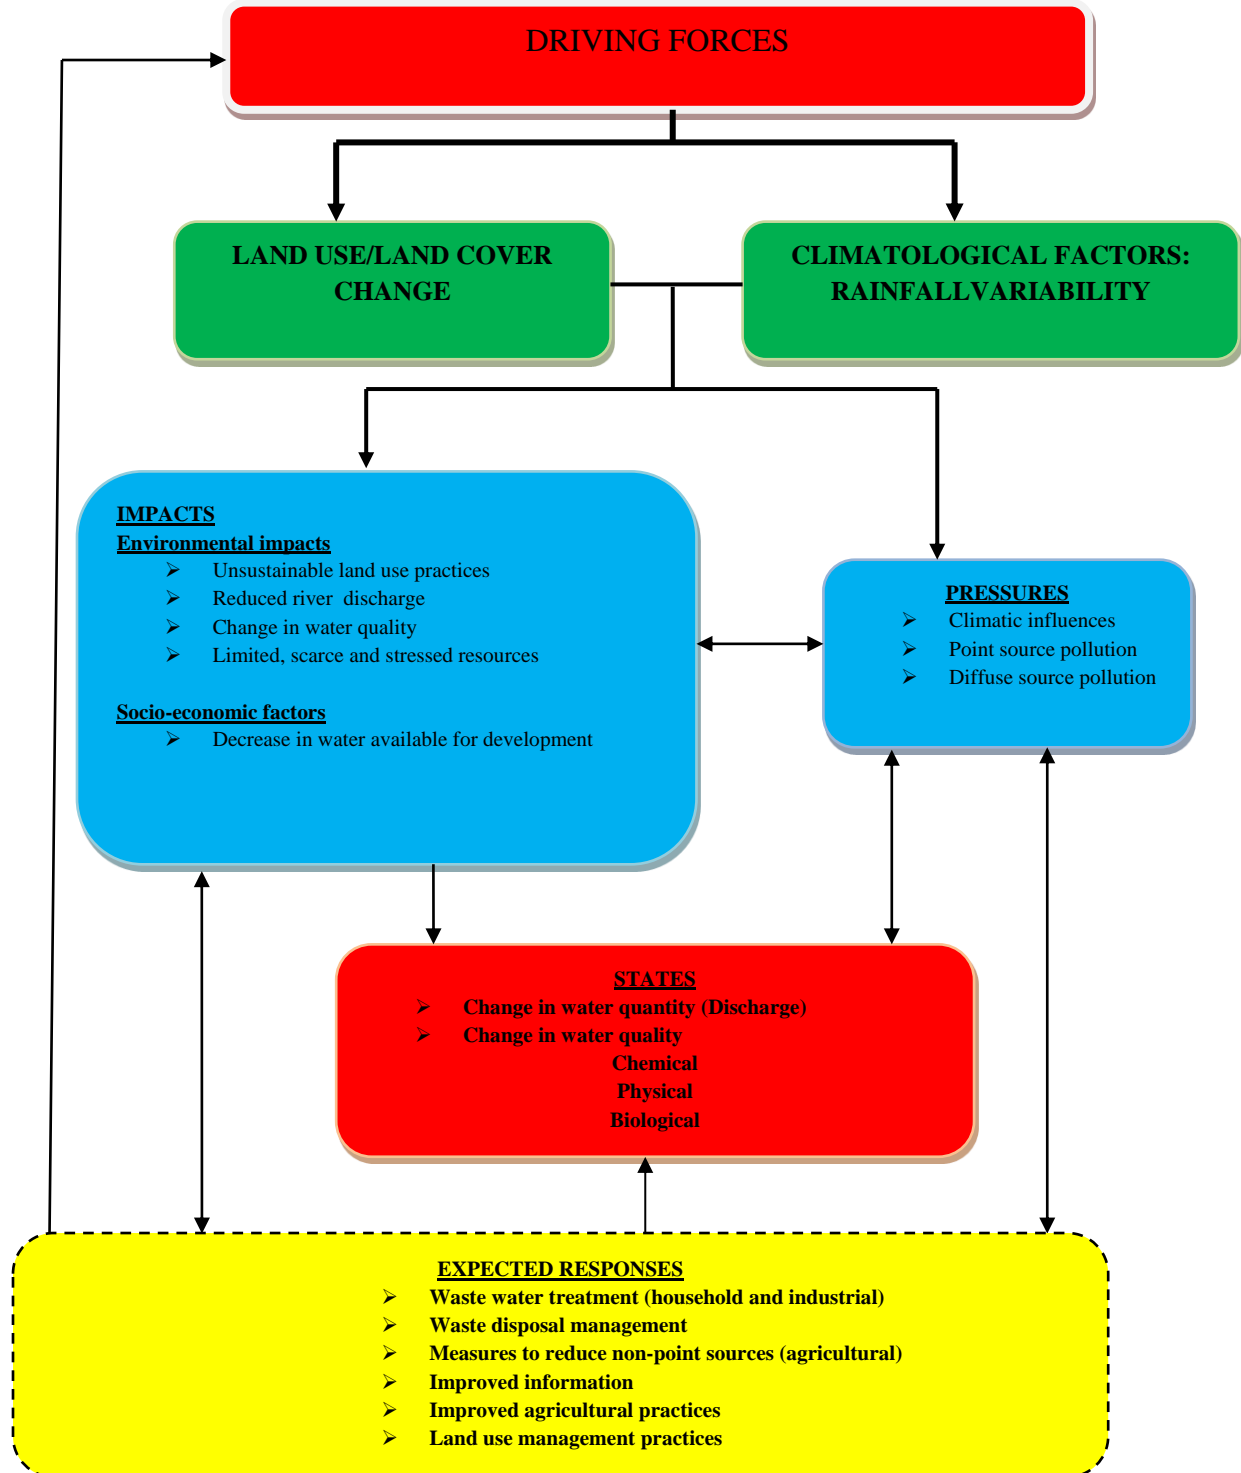 DRIVING FORCES
LAND USE/LAND COVER
CHANGE
CLIMATOLOGICAL FACTORS:
RAINFALLVARIABILITY
IMPACTS
Environmental impacts
➢ Unsustainable land use practices
➢ Reduced river discharge
➢ Change in water quality
➢ Limited, scarce and stressed resources
Socio-economic factors
➢ Decrease in water available for development
PRESSURES
➢ Climatic influences
➢ Point source pollution
➢ Diffuse source pollution
STATES
➢ Change in water quantity (Discharge)
➢ Change in water quality
Chemical
Physical
Biological
EXPECTED RESPONSES
➢ Waste water treatment (household and industrial)
➢ Waste disposal management
➢ Measures to reduce non-point sources (agricultural)
➢ Improved information
➢ Improved agricultural practices
➢ Land use management practices